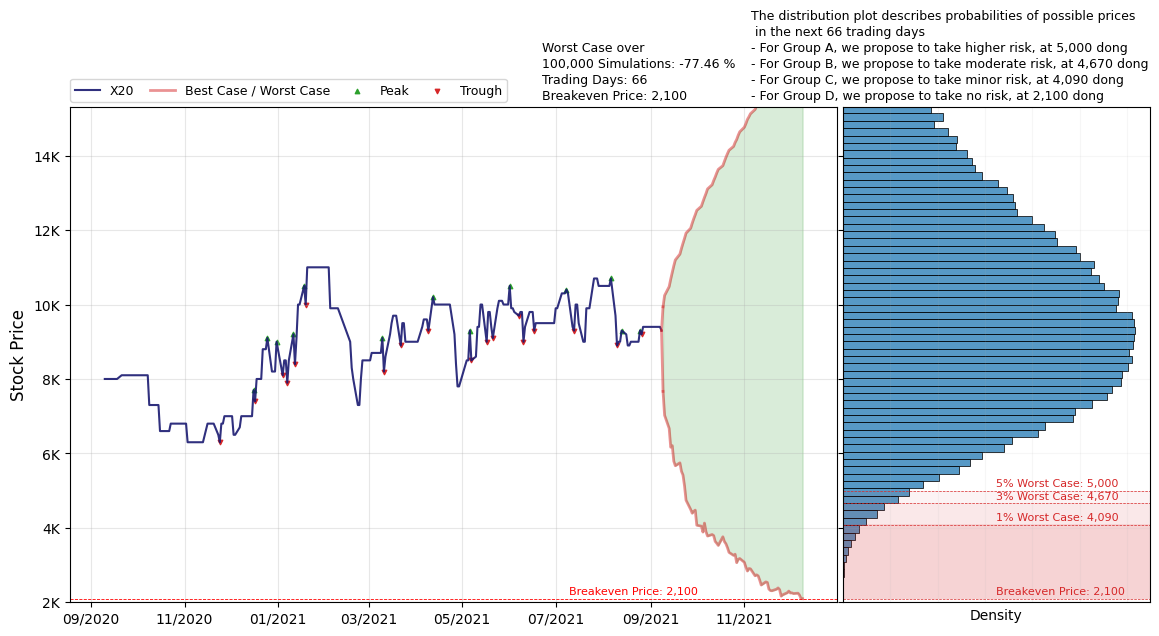 The distribution plot describes probabilities of possible prices
in the next 66 trading days
- For Group A, we propose to take higher risk, at 5,000 dong
- For Group B, we propose to take moderate risk, at 4,670 dong
- For Group C, we propose to take minor risk, at 4,090 dong
- For Group D, we propose to take no risk, at 2,100 dong
Worst Case over
100,000 Simulations: -77.46 %
Trading Days: 66
Breakeven Price: 2,100
X20
Best Case / Worst Case
Peak
Trough
Stock Price
14K
12K
10K
8K
6K
4K
2K
09/2020
11/2020
01/2021
03/2021
05/2021
07/2021
09/2021
11/2021
Breakeven Price: 2,100
5% Worst Case: 5,000
3% Worst Case: 4,670
1% Worst Case: 4,090
Breakeven Price: 2,100
Density